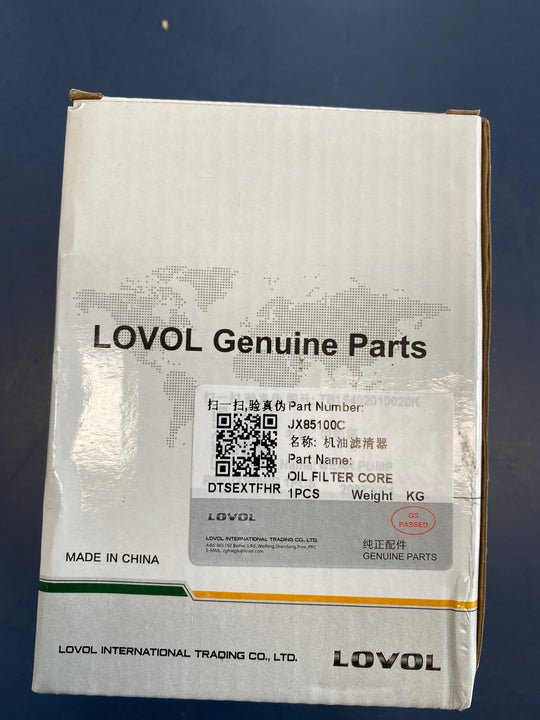 LOVOL Genuine Parts
TB1S402010020K
扫一扫,验真伪
Part Number:
JX85100C
名称: 机油滤清器
Part Name:
OIL FILTER CORE
DTSEXTFHR
1PCS Weight KG
LOVOL
QS
PASSED
LOVOL INTERNATIONAL TRADING CO., LTD.
纯正配件
GENUINE PARTS
MADE IN CHINA
LOVOL INTERNATIONAL TRADING CO., LTD.
LOVOL